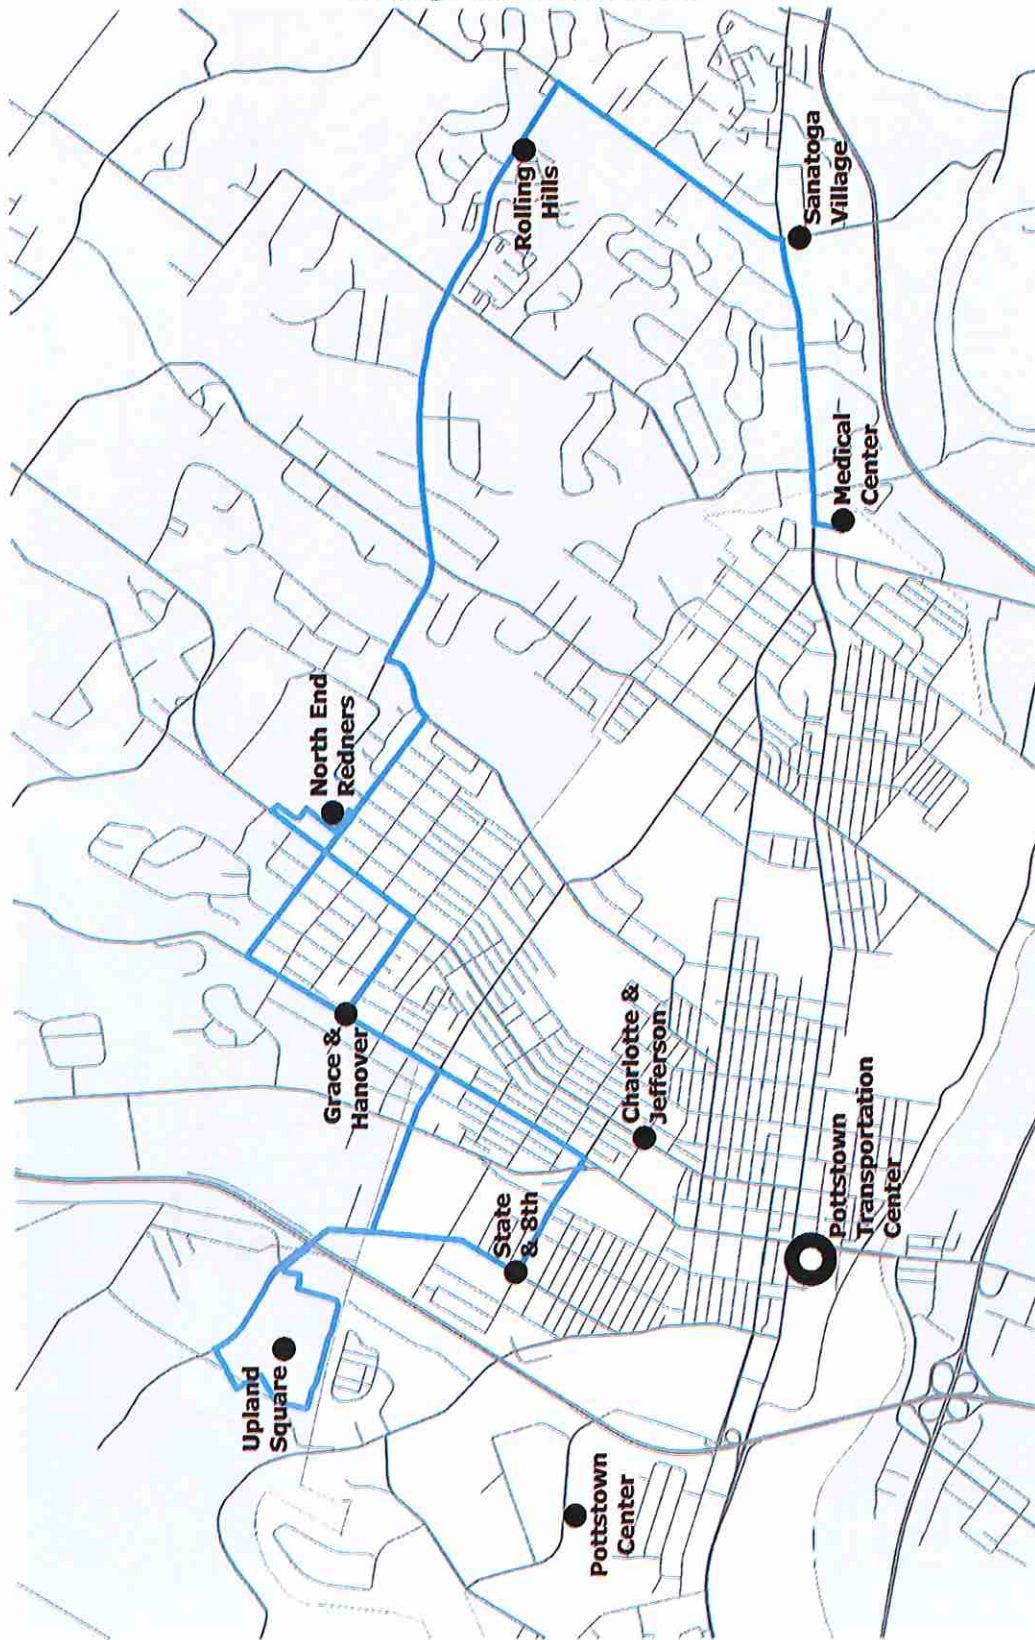 Upland
Square
Pottstown
Center
State
& 8th
Grace &
Hanover
North End
Redners
Charlotte &
Jefferson
Pottstown
Transportation
Center
Rolling
Hills
Medical
Center
Sanatoga
Village